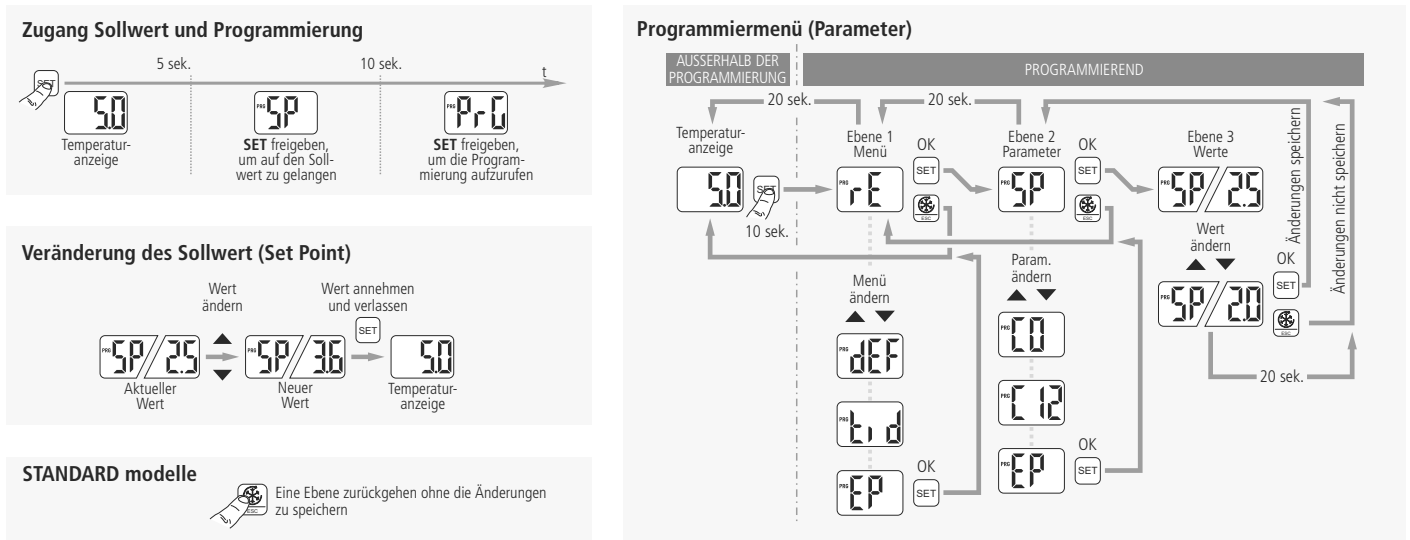 Zugang Sollwert und Programmierung
5 sek.
10 sek.
t
SET
5.0
PRG SP
PRG PrG
Temperatur-
anzeige
SET freigeben,
um auf den Soll-
wert zu gelangen
SET freigeben,
um die Program-
mierung aufzurufen
Veränderung des Sollwert (Set Point)
Wert
ändern
Wert annehmen
und verlassen
SET
PRG SP/2.5
PRG SP/3.6
5.0
Aktueller
Wert
Neuer
Wert
Temperatur-
anzeige
STANDARD modelle
ESC
Eine Ebene zurückgehen ohne die Änderungen
zu speichern
Programmiermenü (Parameter)
AUSSERHALB DER
PROGRAMMIERUNG
PROGRAMMIEREND
20 sek.
20 sek.
Temperatur-
anzeige
5.0
SET
10 sek.
Ebene 1
Menü
PRG rE
OK
SET
ESC
Menü
ändern
PRG dEF
PRG tid
PRG EP
OK
SET
Ebene 2
Parameter
PRG SP
OK
SET
ESC
Param.
ändern
PRG C0
PRG C12
PRG EP
OK
SET
Ebene 3
Werte
PRG SP/2.5
Wert
ändern
PRG SP/2.0
OK
SET
ESC
20 sek.
Änderungen speichern
Änderungen nicht speichern